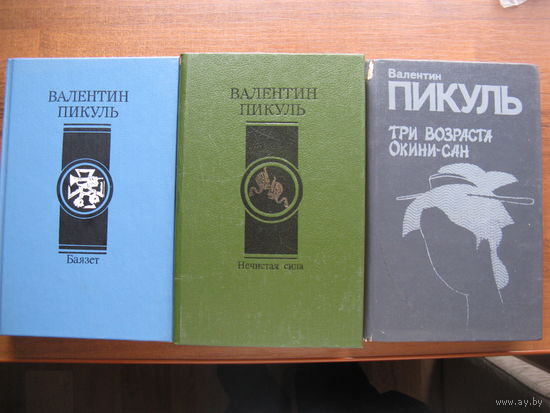 ВАЛЕНТИН
ПИКУЛЬ
Баязет
ВАЛЕНТИН
ПИКУЛЬ
Нечистая сила
Валентин
ПИКУЛЬ
ТРИ ВОЗРАСТА
ОКИНИ-САН
www.ay.by